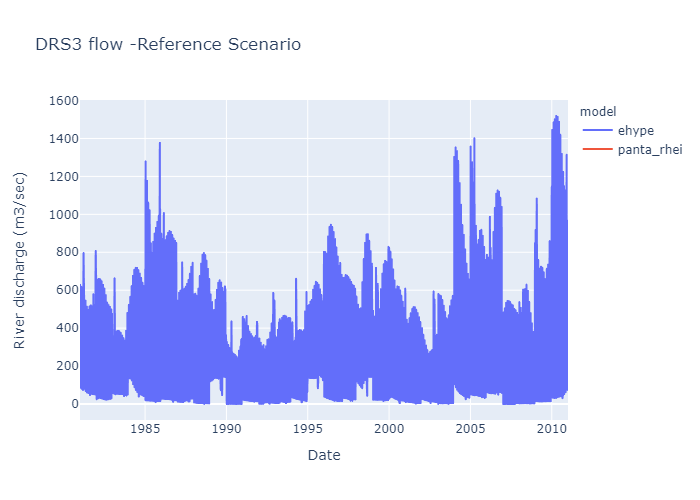 DRS3 flow -Reference Scenario
model
ehype
panta_rhei
River discharge (m3/sec)
1600
1400
1200
1000
800
600
400
200
0
1985 1990 1995 2000 2005 2010
Date